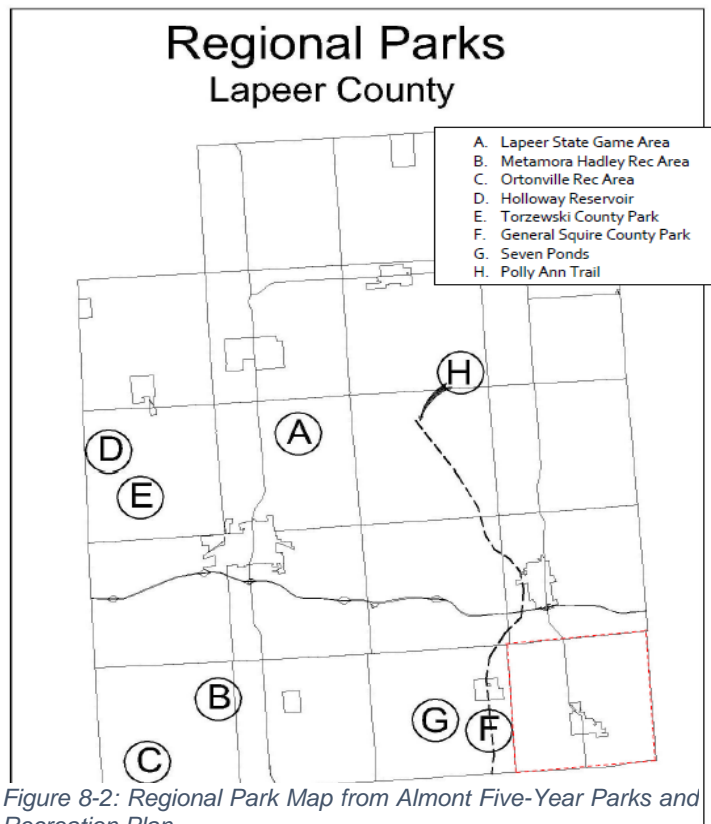 Regional Parks
Lapeer County
A. Lapeer State Game Area
B. Metamora Hadley Rec Area
C. Ortonville Rec Area
D. Holloway Reservoir
E. Torzewski County Park
F. General Squire County Park
G. Seven Ponds
H. Polly Ann Trail
H
A
D
E
B
G
F
C
Figure 8-2: Regional Park Map from Almont Five-Year Parks and
Recreation Plan